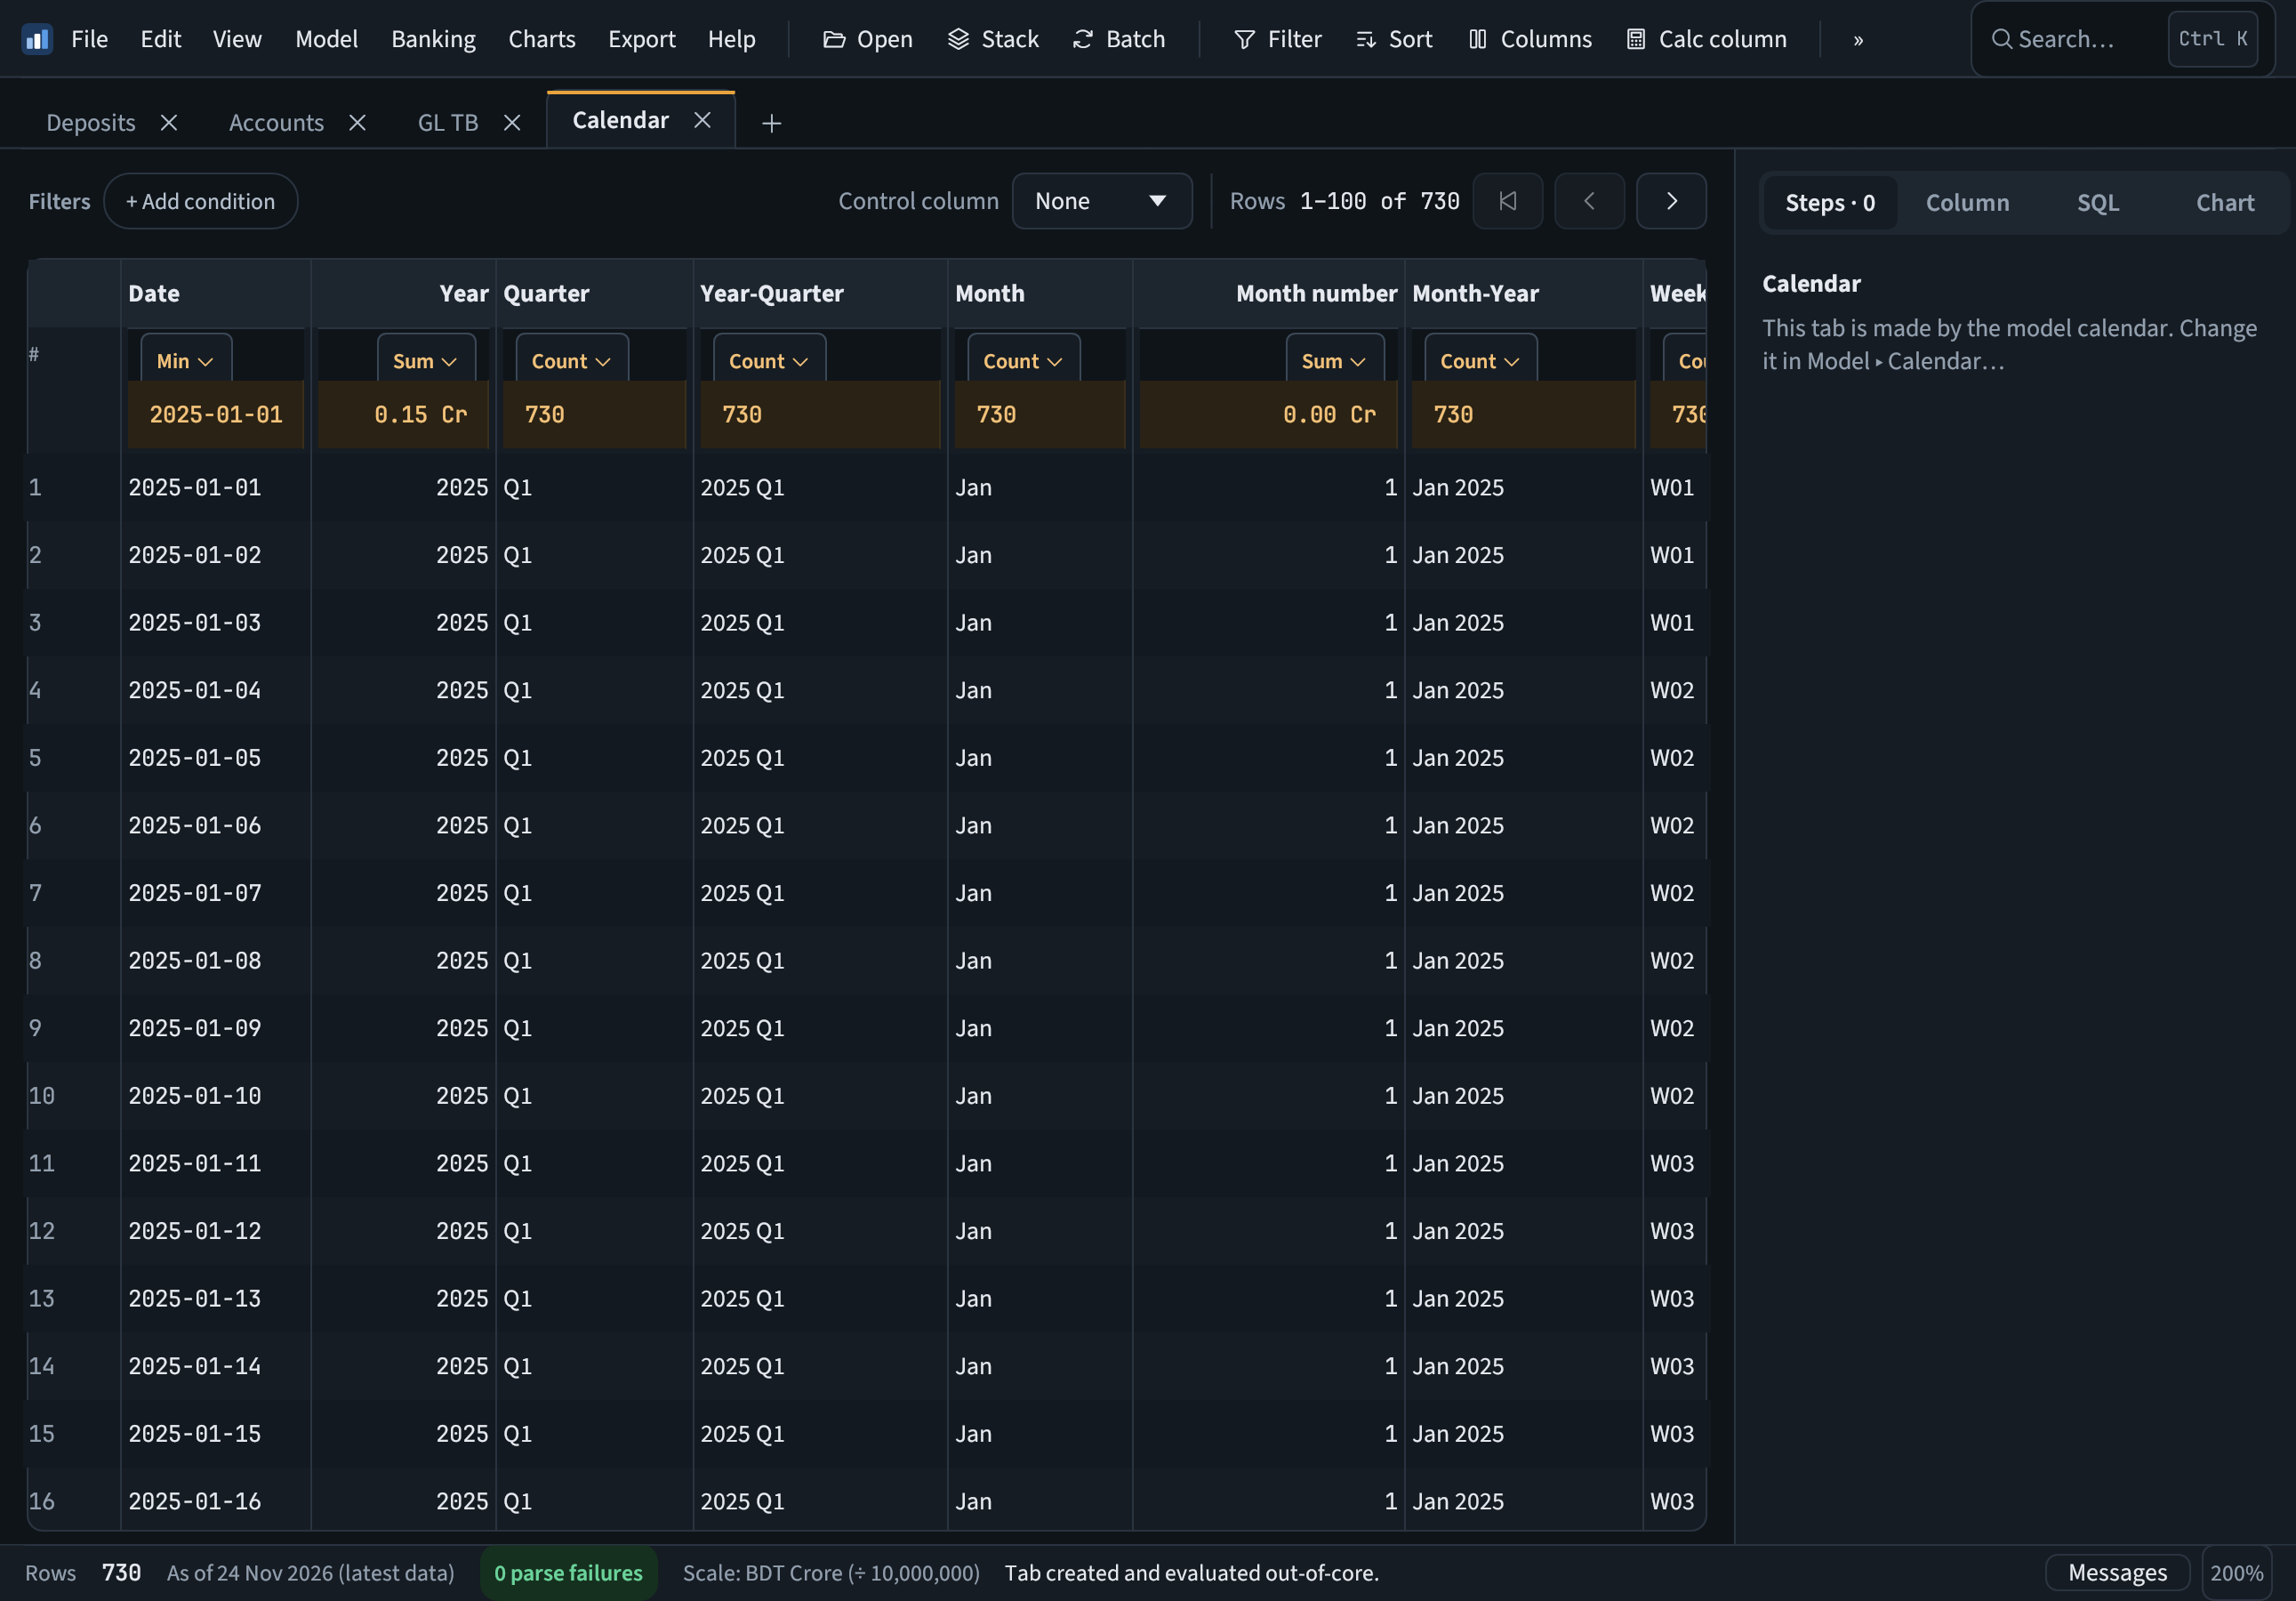 File Edit View Model Banking Charts Export Help Open Stack Batch Filter Sort Columns Calc column » Search… Ctrl K
Deposits Accounts GL TB Calendar
Filters + Add condition Control column None Rows 1–100 of 730
Steps · 0 Column SQL Chart
Calendar
This tab is made by the model calendar. Change
it in Model ▸ Calendar…
Date Year Quarter Year-Quarter Month Month number Month-Year Week
# Min Sum Count Count Count Sum Count Cou
2025-01-01 0.15 Cr 730 730 730 0.00 Cr 730 730
1 2025-01-01 2025 Q1 2025 Q1 Jan 1 Jan 2025 W01
2 2025-01-02 2025 Q1 2025 Q1 Jan 1 Jan 2025 W01
3 2025-01-03 2025 Q1 2025 Q1 Jan 1 Jan 2025 W01
4 2025-01-04 2025 Q1 2025 Q1 Jan 1 Jan 2025 W02
5 2025-01-05 2025 Q1 2025 Q1 Jan 1 Jan 2025 W02
6 2025-01-06 2025 Q1 2025 Q1 Jan 1 Jan 2025 W02
7 2025-01-07 2025 Q1 2025 Q1 Jan 1 Jan 2025 W02
8 2025-01-08 2025 Q1 2025 Q1 Jan 1 Jan 2025 W02
9 2025-01-09 2025 Q1 2025 Q1 Jan 1 Jan 2025 W02
10 2025-01-10 2025 Q1 2025 Q1 Jan 1 Jan 2025 W02
11 2025-01-11 2025 Q1 2025 Q1 Jan 1 Jan 2025 W03
12 2025-01-12 2025 Q1 2025 Q1 Jan 1 Jan 2025 W03
13 2025-01-13 2025 Q1 2025 Q1 Jan 1 Jan 2025 W03
14 2025-01-14 2025 Q1 2025 Q1 Jan 1 Jan 2025 W03
15 2025-01-15 2025 Q1 2025 Q1 Jan 1 Jan 2025 W03
16 2025-01-16 2025 Q1 2025 Q1 Jan 1 Jan 2025 W03
Rows 730 As of 24 Nov 2026 (latest data) 0 parse failures Scale: BDT Crore (÷ 10,000,000) Tab created and evaluated out-of-core. Messages 200%